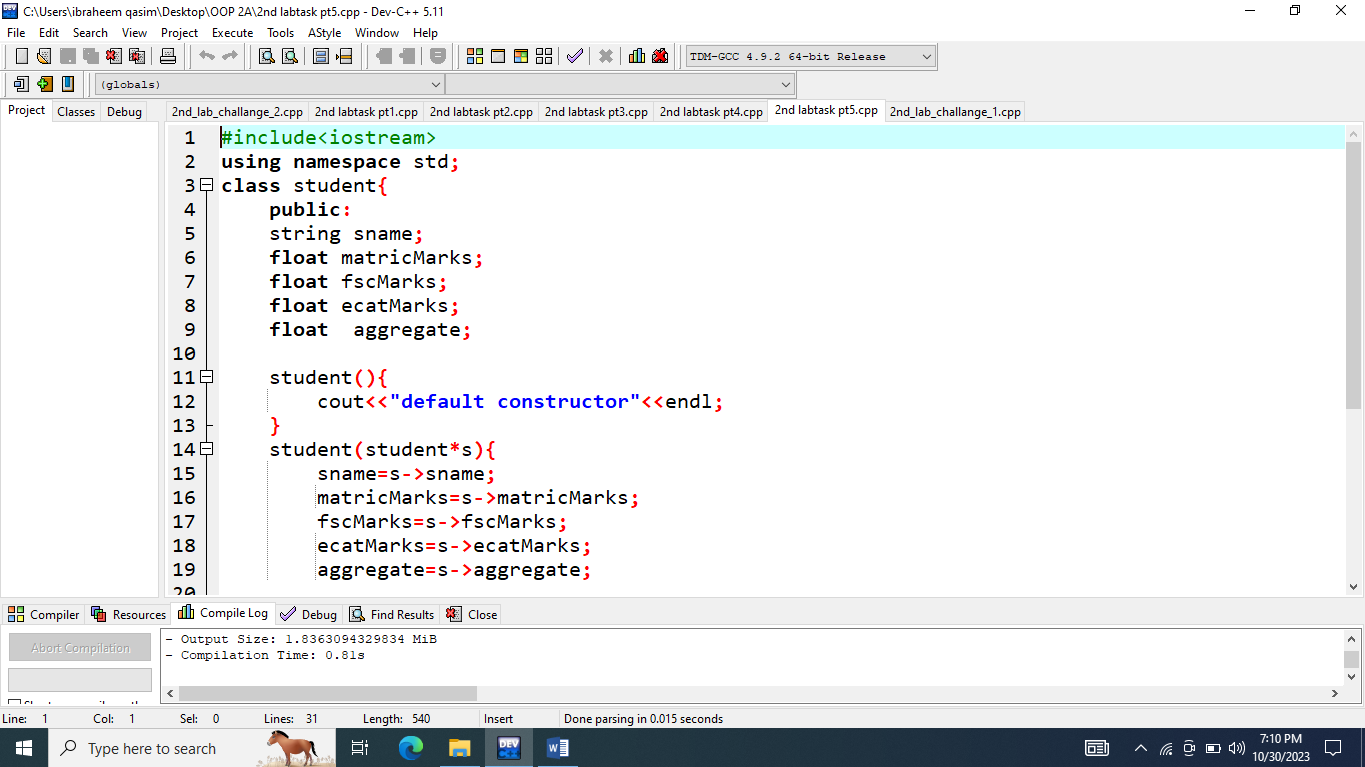 C:\Users\ibraheem qasim\Desktop\OOP 2A\2nd labtask pt5.cpp - Dev-C++ 5.11
File Edit Search View Project Execute Tools AStyle Window Help
TDM-GCC 4.9.2 64-bit Release
(globals)
Project Classes Debug
2nd_lab_challange_2.cpp 2nd labtask pt1.cpp 2nd labtask pt2.cpp 2nd labtask pt3.cpp 2nd labtask pt4.cpp 2nd labtask pt5.cpp 2nd_lab_challange_1.cpp
1 #include<iostream>
2 using namespace std;
3 class student{
4 public:
5 string sname;
6 float matricMarks;
7 float fscMarks;
8 float ecatMarks;
9 float  aggregate;
10
11 student(){
12 cout<<"default constructor"<<endl;
13 }
14 student(student*s){
15 sname=s->sname;
16 matricMarks=s->matricMarks;
17 fscMarks=s->fscMarks;
18 ecatMarks=s->ecatMarks;
19 aggregate=s->aggregate;
20
Compiler Resources Compile Log Debug Find Results Close
Abort Compilation
- Output Size: 1.8363094329834 MiB
- Compilation Time: 0.81s
Line: 1 Col: 1 Sel: 0 Lines: 31 Length: 540 Insert Done parsing in 0.015 seconds
Type here to search
DEV
W
7:10 PM
10/30/2023